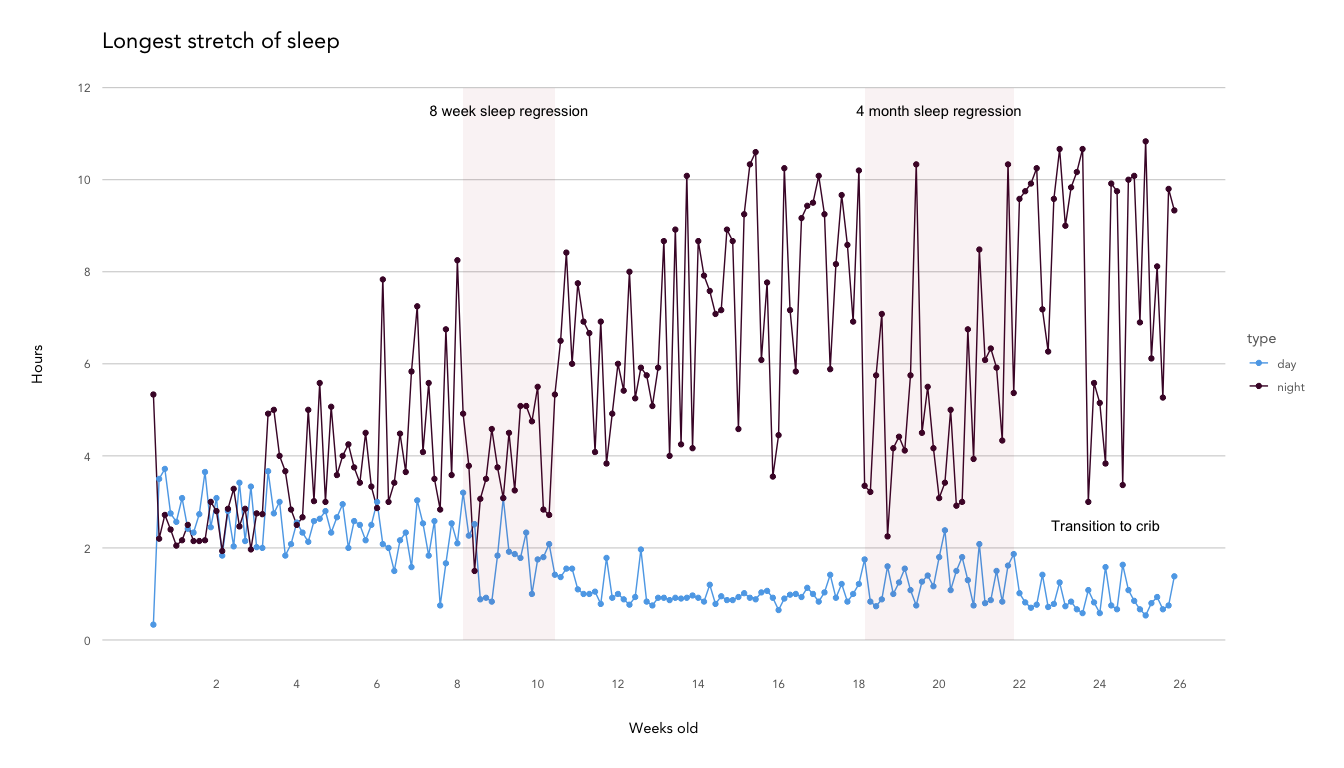 Longest stretch of sleep
12
8 week sleep regression
4 month sleep regression
10
8
6
4
2
0
Hours
Transition to crib
type
day
night
2 4 6 8 10 12 14 16 18 20 22 24 26
Weeks old